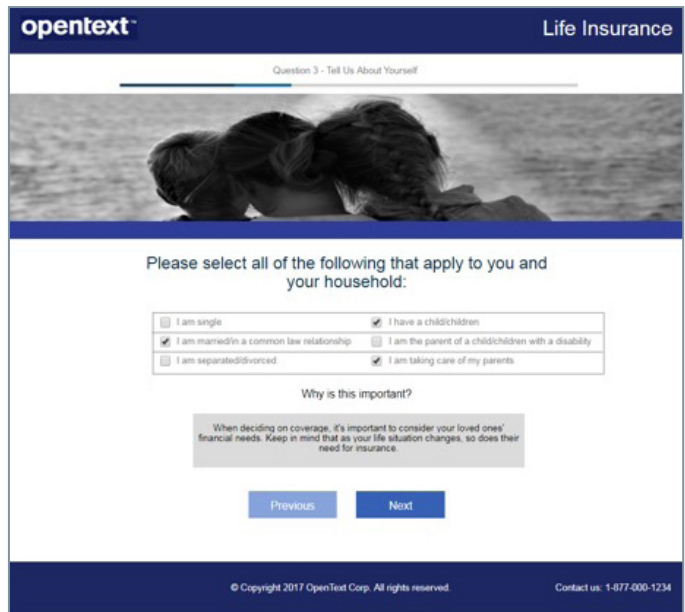 opentext™
Life Insurance
Question 3 - Tell Us About Yourself
Please select all of the following that apply to you and
your household:
I am single
I have a child/children
I am married/in a common law relationship
I am the parent of a child/children with a disability
I am separated/divorced
I am taking care of my parents
Why is this important?
When deciding on coverage, it's important to consider your loved ones'
financial needs. Keep in mind that as your life situation changes, so does their
need for insurance.
Previous
Next
© Copyright 2017 OpenText Corp. All rights reserved.
Contact us: 1-877-000-1234